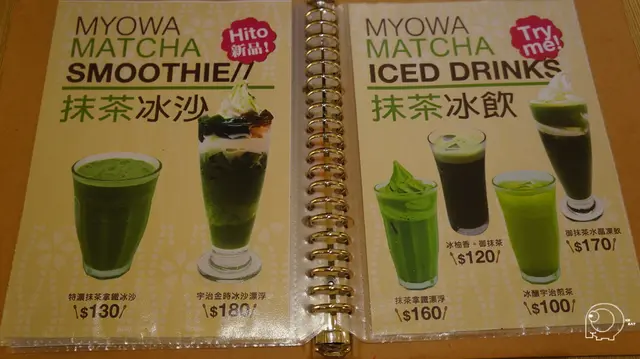 MYOWA
MATCHA
SMOOTHIE//
Hito
新品!
抹茶冰沙
特濃抹茶拿鐵冰沙
$130
宇治金時冰沙漂浮
$180
MYOWA
MATCHA
ICED DRINKS
Try
me!
抹茶冰飲
抹茶拿鐵漂浮
$160
冰柚香·御抹茶
$120
冰釀宇治煎茶
$100
御抹茶水晶凍飲
$170